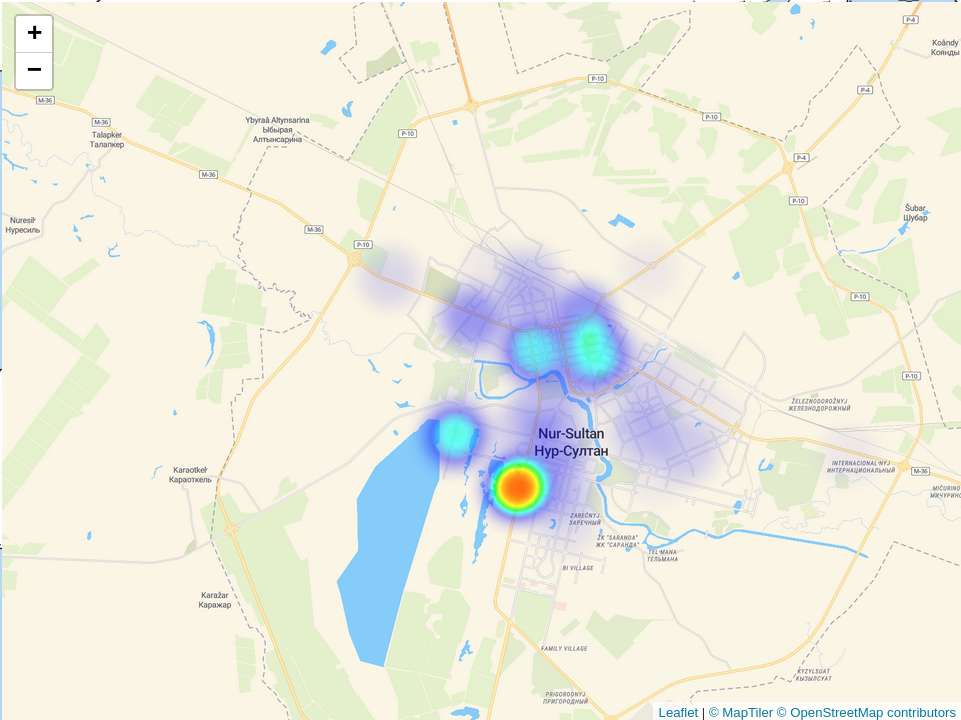 +
−
P-4
Koândy
Коянды
P-10
P-4
M-36
Ybyraâ Altynsarina
Ыбырая
Алтынсарина
P-10
M-36
P-10
Talapker
Талапкер
P-4
M-36
P-10
Nuresil'
Нуресиль
Šubar
Шубар
M-36
P-10
P-10
P-10
ŽELEZNODOROŽNYJ
ЖЕЛЕЗНОДОРОЖНЫЙ
Nur-Sultan
Нур-Султан
INTERNACIONAL'NYJ
ИНТЕРНАЦИОНАЛЬНЫЙ
M-36
Karaotkel'
Караоткель
MIČURINO
МИЧУРИНО
ZAREČNYJ
ЗАРЕЧНЫЙ
ŽK "SARANDA"
ЖК "САРАНДА"
TEL'MANA
ТЕЛЬМАНА
BI VILLAGE
Karažar
Каражар
FAMILY VILLAGE
KYZYLSUAT
КЫЗЫЛСУАТ
PRIGORODNYJ
ПРИГОРОДНЫЙ
Leaflet | © MapTiler © OpenStreetMap contributors